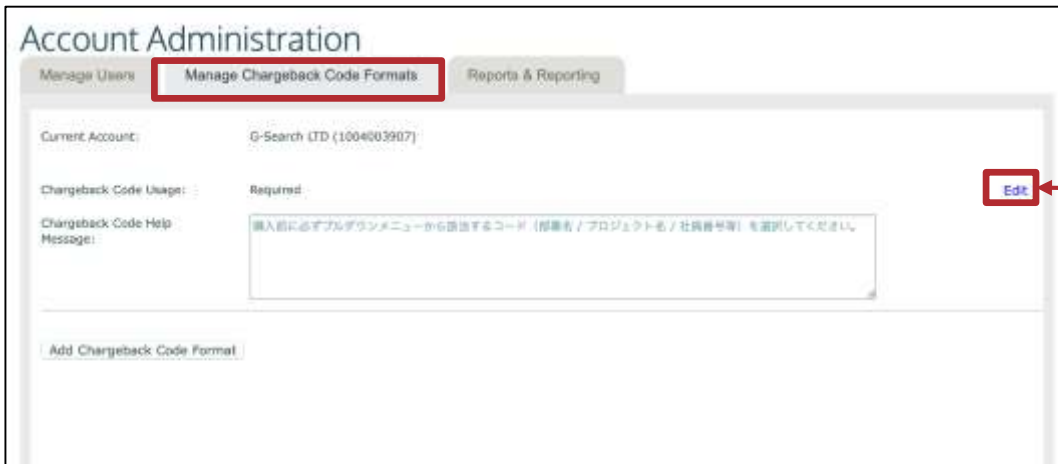 Account Administration
Manage Users Manage Chargeback Code Formats Reports & Reporting
Current Account: G-Search LTD (1004003907)
Chargeback Code Usage: Required Edit
Chargeback Code Help Message:
購入前に必ずプルダウンメニューから該当するコード（部署名 / プロジェクト名 / 社員番号等）を選択してください。
Add Chargeback Code Format